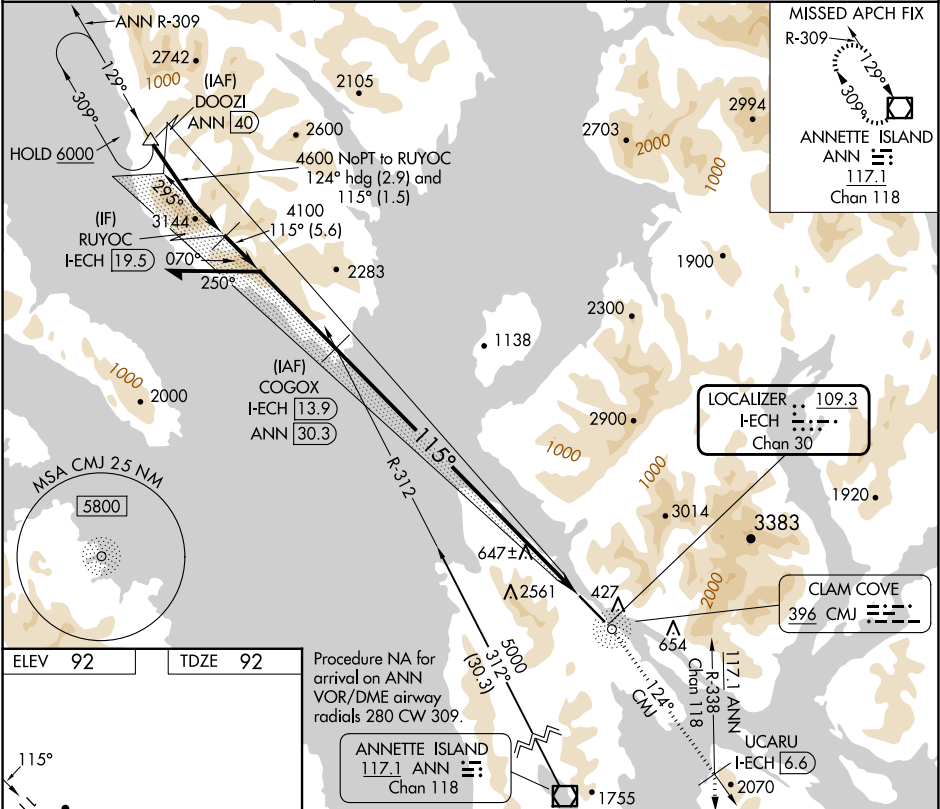 ANN R-309
2742
1000
129°
309°
(IAF)
DOOZI
ANN 40
2105
2600
HOLD 6000
4600 NoPT to RUYOC
124° hdg (2.9) and
115° (1.5)
295°
3144
4100
115° (5.6)
(IF)
RUYOC
I-ECH 19.5
070°
250°
2283
2703
2000
2994
1000
MISSED APCH FIX
R-309
129°
309°
ANNETTE ISLAND
ANN
117.1
Chan 118
1900
2300
1138
1000
2000
(IAF)
COGOX
I-ECH 13.9
ANN 30.3
115°
R-312
2900
1000
1000
LOCALIZER 109.3
I-ECH
Chan 30
1920
3014
3383
2000
MSA CMJ 25 NM
5800
647±
2561
427
654
CLAM COVE
396 CMJ
5000
312°
(30.3)
124°
CMJ
117.1 ANN
R-338
Chan 118
UCARU
I-ECH 6.6
2070
ELEV 92
TDZE 92
115°
Procedure NA for
arrival on ANN
VOR/DME airway
radials 280 CW 309.
ANNETTE ISLAND
117.1 ANN
Chan 118
1755